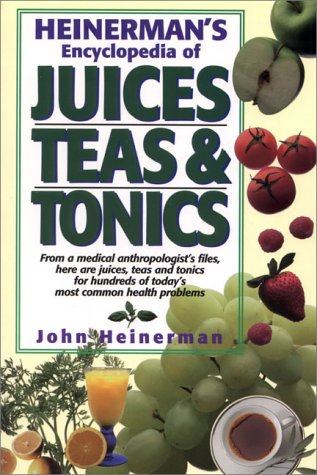 HEINERMAN'S
Encyclopedia of
JUICES
TEAS &
TONICS
From a medical anthropologist's files,
here are juices, teas and tonics
for hundreds of today's
most common health problems
John Heinerman